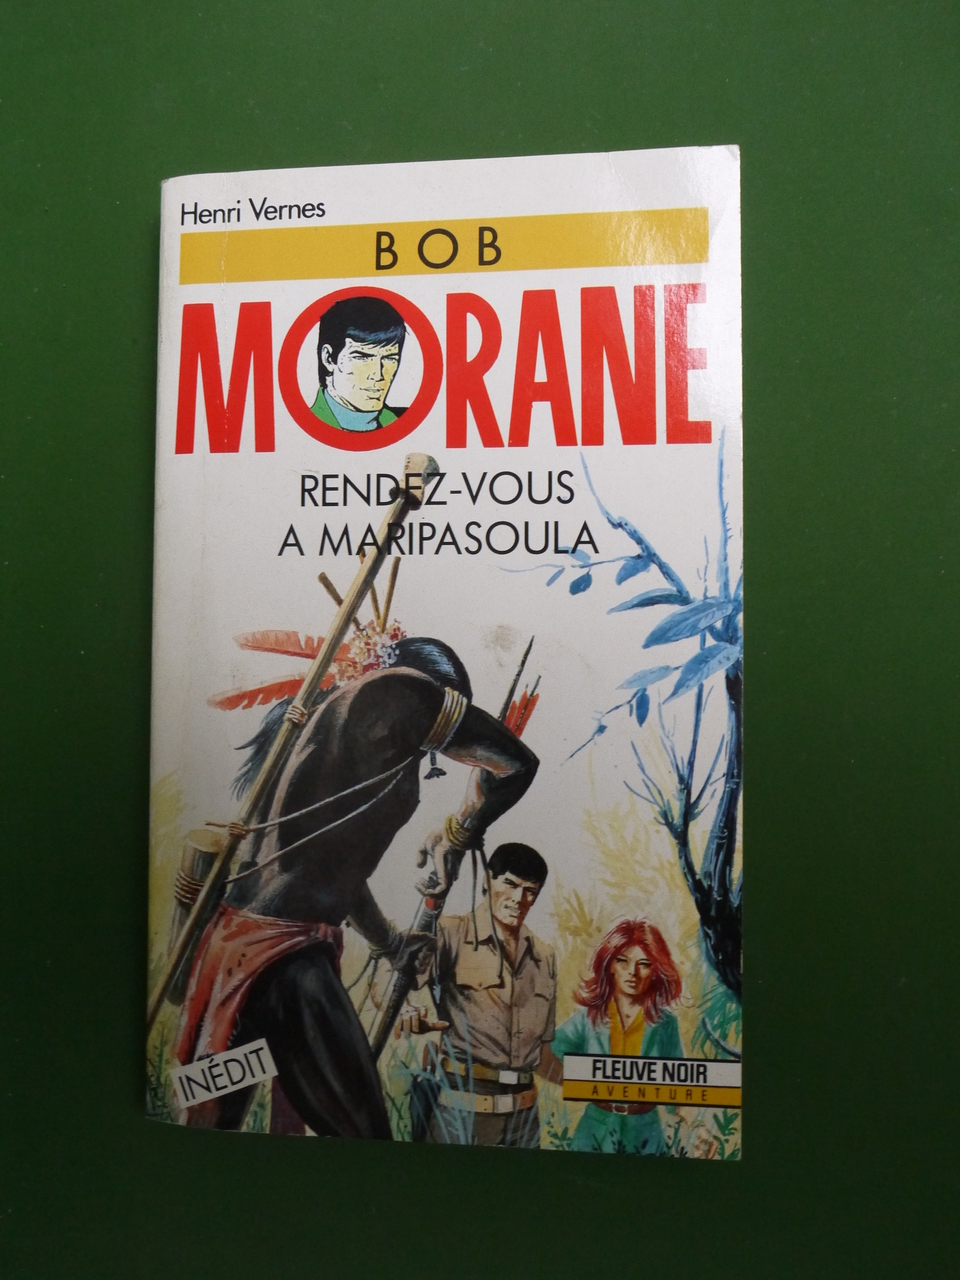 Henri Vernes
BOB
MORANE
RENDEZ-VOUS
A MARIPASOULA
INÉDIT
FLEUVE NOIR
AVENTURE